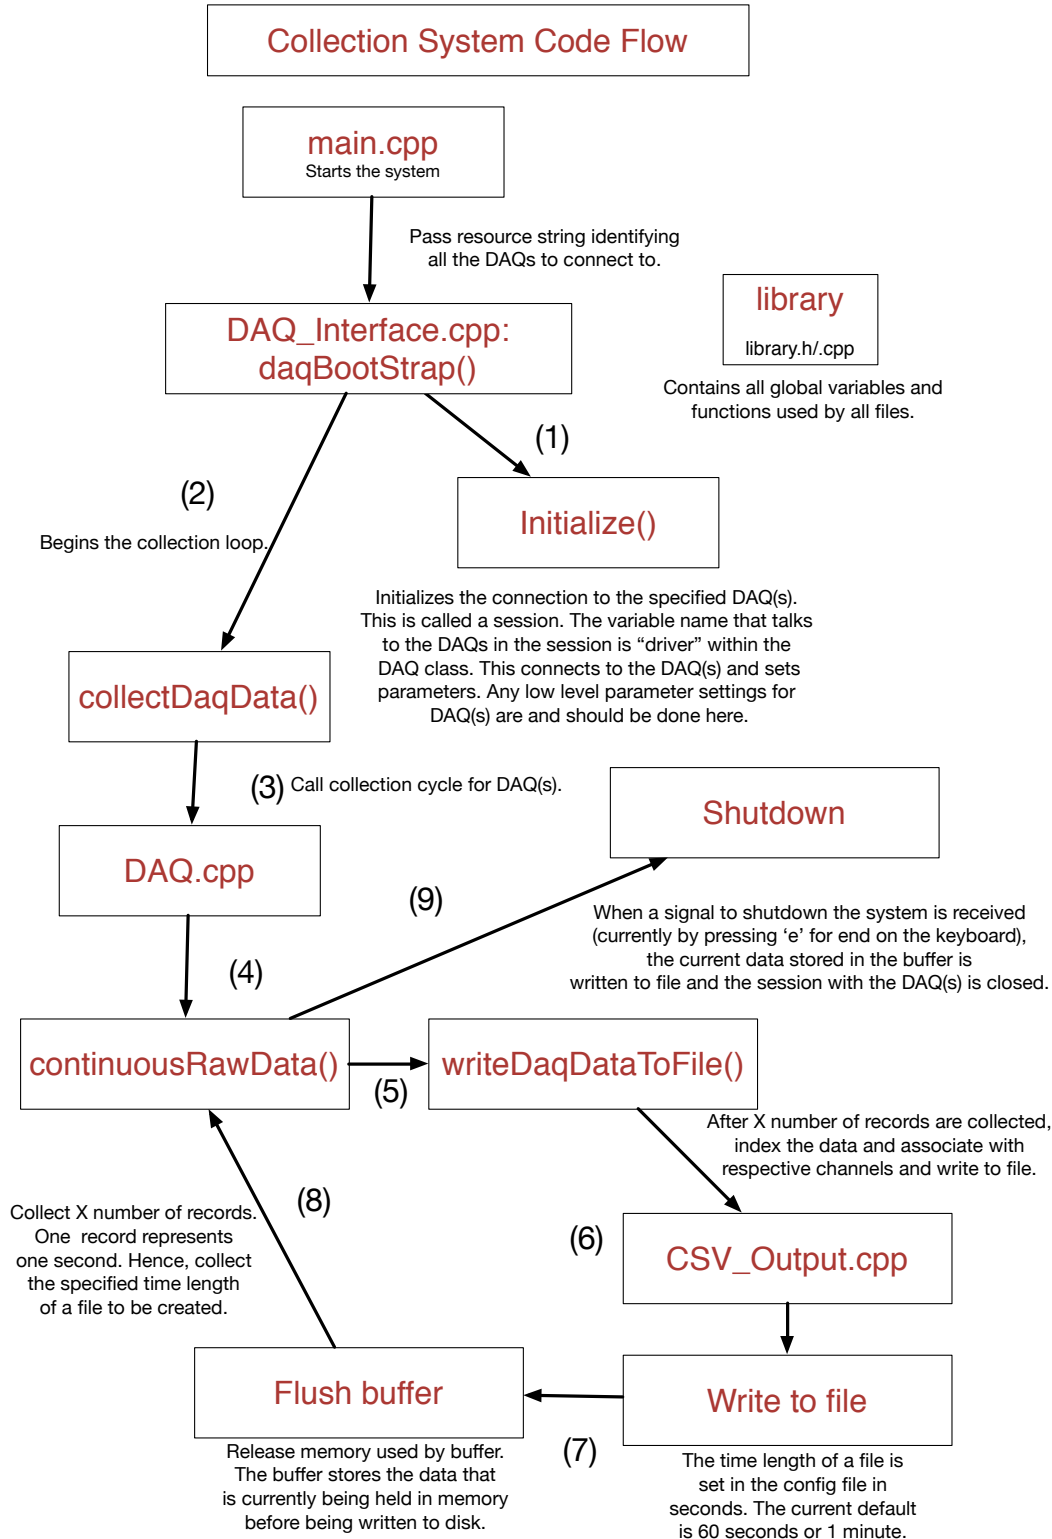 Collection System Code Flow
main.cpp
Starts the system
Pass resource string identifying
all the DAQs to connect to.
DAQ_Interface.cpp:
daqBootStrap()
library
library.h/.cpp
Contains all global variables and
functions used by all files.
(1)
(2)
Begins the collection loop.
Initialize()
Initializes the connection to the specified DAQ(s).
This is called a session. The variable name that talks
to the DAQs in the session is “driver” within the
DAQ class. This connects to the DAQ(s) and sets
parameters. Any low level parameter settings for
DAQ(s) are and should be done here.
collectDaqData()
(3) Call collection cycle for DAQ(s).
Shutdown
DAQ.cpp
(9)
When a signal to shutdown the system is received
(currently by pressing ‘e’ for end on the keyboard),
the current data stored in the buffer is
written to file and the session with the DAQ(s) is closed.
(4)
continuousRawData()
(5)
writeDaqDataToFile()
After X number of records are collected,
index the data and associate with
respective channels and write to file.
(8)
Collect X number of records.
One record represents
one second. Hence, collect
the specified time length
of a file to be created.
(6)
CSV_Output.cpp
Flush buffer
Write to file
(7)
Release memory used by buffer.
The buffer stores the data that
is currently being held in memory
before being written to disk.
The time length of a file is
set in the config file in
seconds. The current default
is 60 seconds or 1 minute.